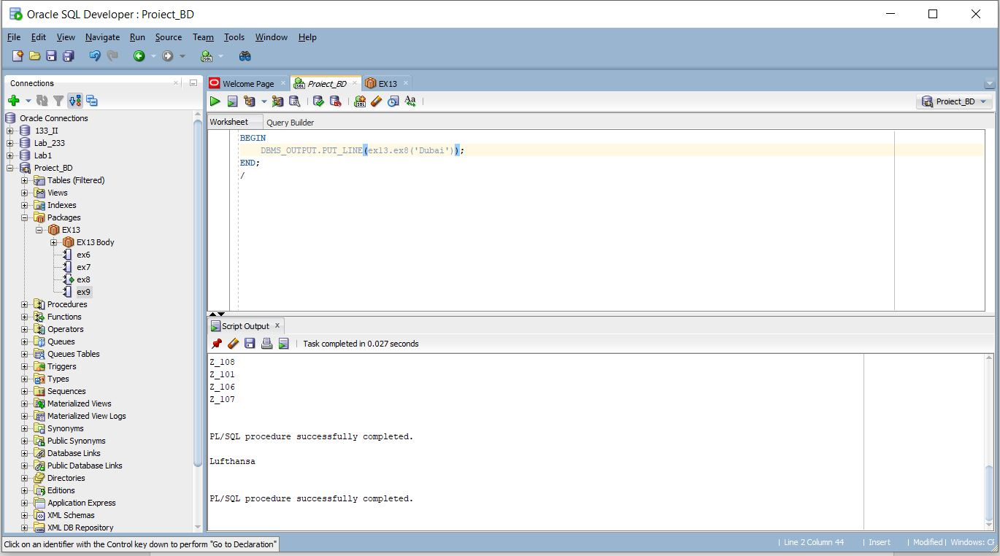 Oracle SQL Developer : Proiect_BD
File Edit View Navigate Run Source Team Tools Window Help
Connections
Welcome Page
Proiect_BD
EX13
Proiect_BD
Worksheet
Query Builder
Oracle Connections
133_II
Lab_233
Lab1
Proiect_BD
Tables (Filtered)
Views
Indexes
Packages
EX13
EX13 Body
ex6
ex7
ex8
ex9
Procedures
Functions
Operators
Queues
Queues Tables
Triggers
Types
Sequences
Materialized Views
Materialized View Logs
Synonyms
Public Synonyms
Database Links
Public Database Links
Directories
Editions
Application Express
XML Schemas
XML DB Repository
BEGIN
DBMS_OUTPUT.PUT_LINE(ex13.ex8('Dubai'));
END;
/
Script Output
Task completed in 0.027 seconds
Z_108
Z_101
Z_106
Z_107
PL/SQL procedure successfully completed.
Lufthansa
PL/SQL procedure successfully completed.
Click on an identifier with the Control key down to perform "Go to Declaration"
| Line 2 Column 44 | Insert | Modified | Windows: